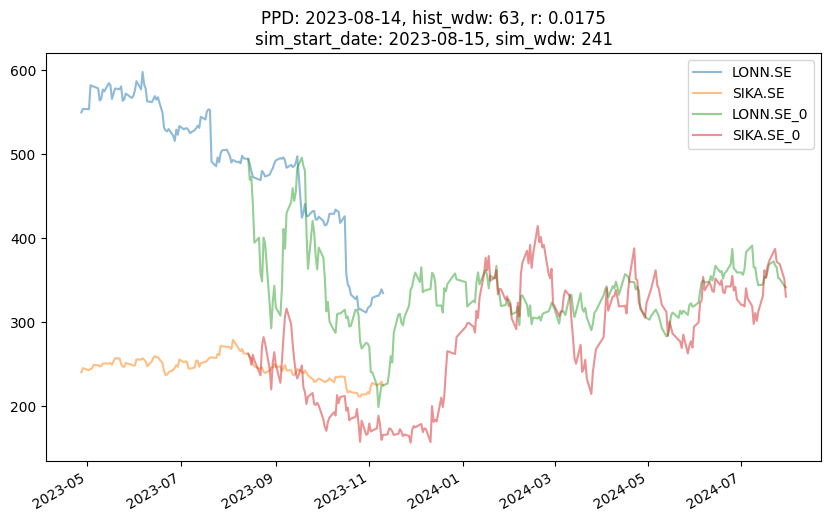 PPD: 2023-08-14, hist_wdw: 63, r: 0.0175
sim_start_date: 2023-08-15, sim_wdw: 241
LONN.SE
SIKA.SE
LONN.SE_0
SIKA.SE_0
600
500
400
300
200
2023-05
2023-07
2023-09
2023-11
2024-01
2024-03
2024-05
2024-07